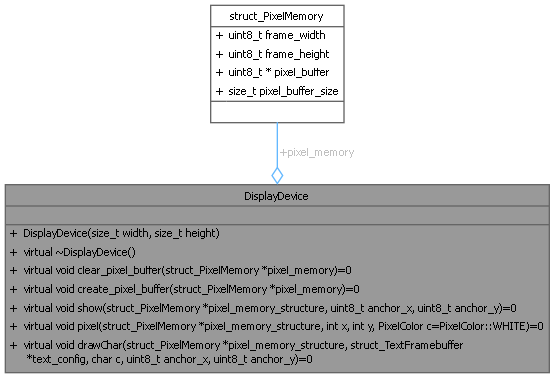 struct_PixelMemory
+ uint8_t frame_width
+ uint8_t frame_height
+ uint8_t * pixel_buffer
+ size_t pixel_buffer_size
+pixel_memory
DisplayDevice
+ DisplayDevice(size_t width, size_t height)
+ virtual ~DisplayDevice()
+ virtual void clear_pixel_buffer(struct_PixelMemory *pixel_memory)=0
+ virtual void create_pixel_buffer(struct_PixelMemory *pixel_memory)=0
+ virtual void show(struct_PixelMemory *pixel_memory_structure, uint8_t anchor_x, uint8_t anchor_y)=0
+ virtual void pixel(struct_PixelMemory *pixel_memory_structure, int x, int y, PixelColor c=PixelColor::WHITE)=0
+ virtual void drawChar(struct_PixelMemory *pixel_memory_structure, struct_TextFramebuffer
*text_config, char c, uint8_t anchor_x, uint8_t anchor_y)=0